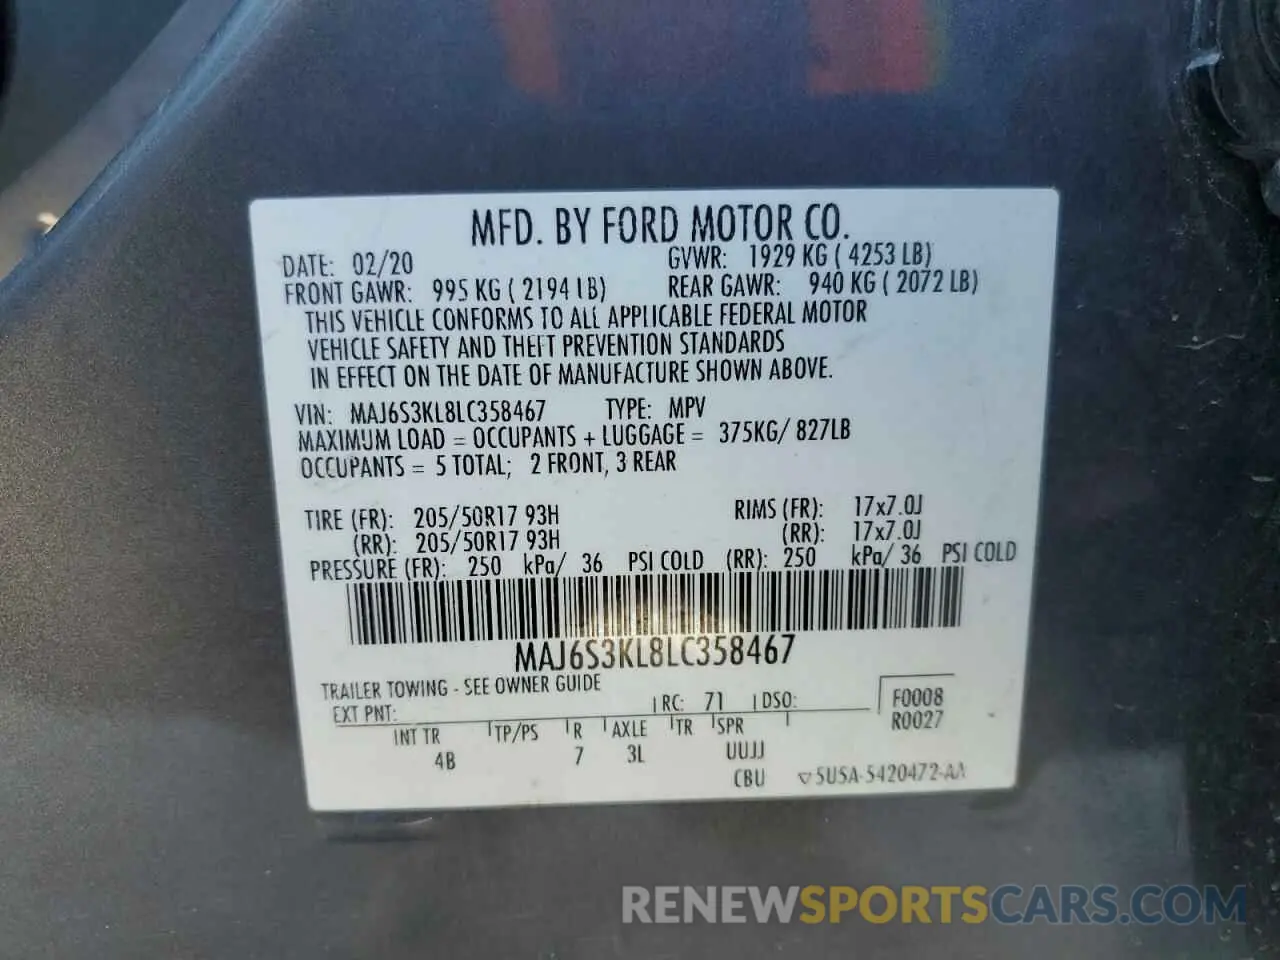 MFD. BY FORD MOTOR CO.
DATE: 02/20 GVWR: 1929 KG ( 4253 LB)
FRONT GAWR: 995 KG ( 2194 LB) REAR GAWR: 940 KG ( 2072 LB)
THIS VEHICLE CONFORMS TO ALL APPLICABLE FEDERAL MOTOR
VEHICLE SAFETY AND THEFT PREVENTION STANDARDS
IN EFFECT ON THE DATE OF MANUFACTURE SHOWN ABOVE.
VIN: MAJ6S3KL8LC358467 TYPE: MPV
MAXIMUM LOAD = OCCUPANTS + LUGGAGE = 375KG/ 827LB
OCCUPANTS = 5 TOTAL; 2 FRONT, 3 REAR
TIRE (FR): 205/50R17 93H RIMS (FR): 17x7.0J
(RR): 205/50R17 93H (RR): 17x7.0J
PRESSURE (FR): 250 kPa/ 36 PSI COLD (RR): 250 kPa/ 36 PSI COLD
MAJ6S3KL8LC358467
TRAILER TOWING - SEE OWNER GUIDE
EXT PNT: RC: 71 DSO: F0008
R0027
INT TR TP/PS R AXLE TR SPR
4B 7 3L UUJJ
CBU 5U5A-5420472-AA
RENEWSPORTSCARS.COM